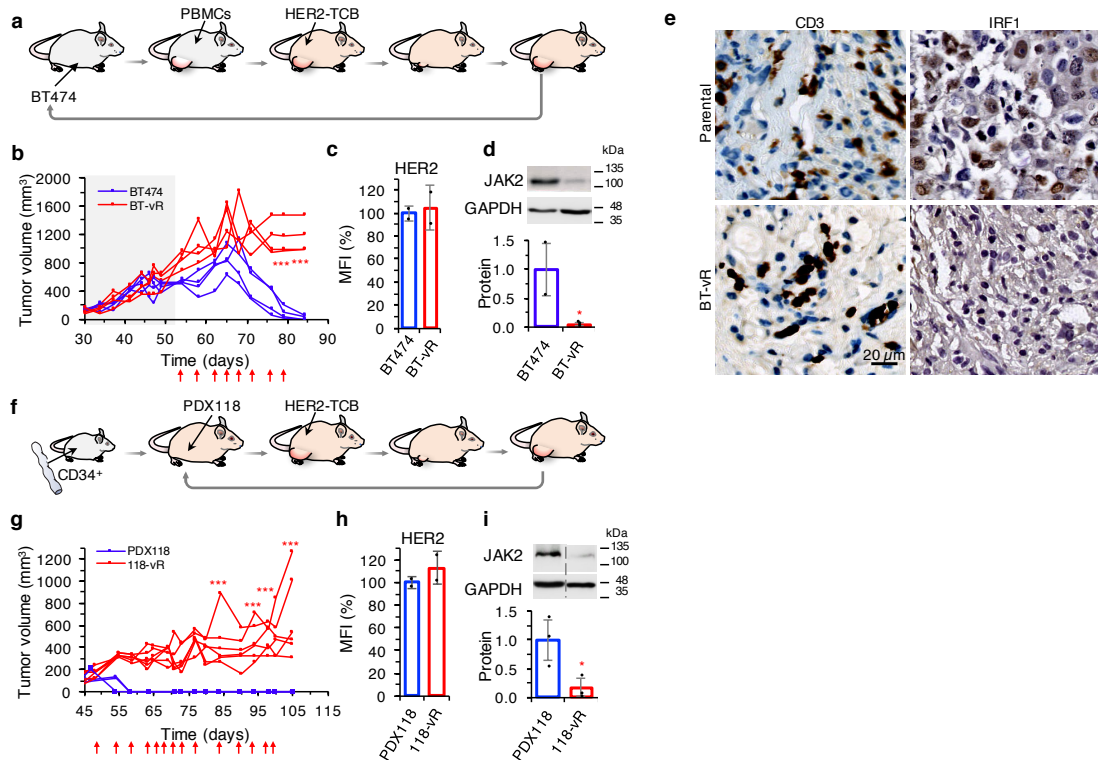 a
PBMCs
HER2-TCB
BT474
b
Tumor volume (mm³)
2000
1800
1600
1400
1200
1000
800
600
400
200
0
BT474
BT-vR
*** ***
30 40 50 60 70 80 90
Time (days)
c
HER2
MFI (%)
120
100
80
60
40
20
0
BT474
BT-vR
d
kDa
JAK2
135
100
GAPDH
48
35
Protein
1.5
1.0
0.5
0.0
*
BT474
BT-vR
e
CD3
IRF1
Parental
BT-vR
20 µm
f
PDX118
HER2-TCB
CD34⁺
g
Tumor volume (mm³)
1200
1000
800
600
400
200
0
PDX118
118-vR
***
***
***
***
45 55 65 75 85 95 105 115
Time (days)
h
HER2
MFI (%)
120
100
80
60
40
20
0
PDX118
118-vR
i
kDa
JAK2
135
100
GAPDH
48
35
Protein
1.5
1.0
0.5
0.0
*
PDX118
118-vR